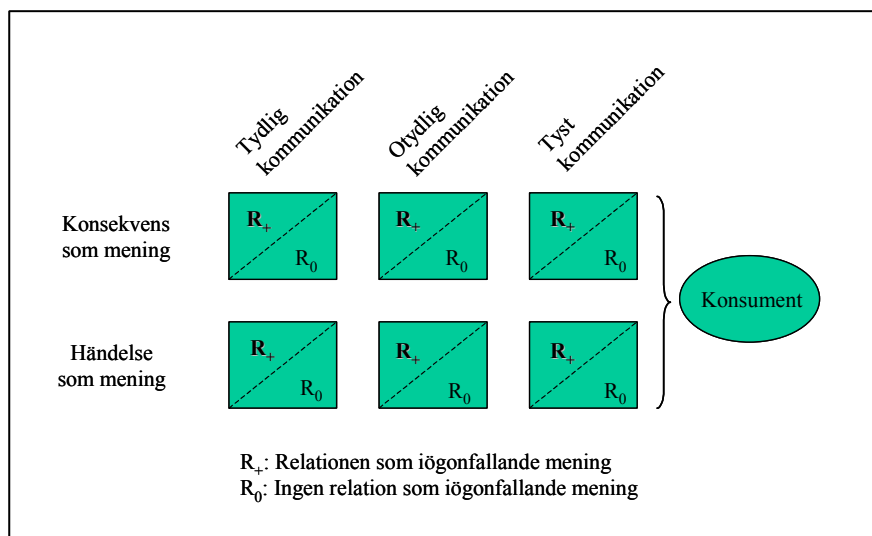 Tydlig
kommunikation
Otydlig
kommunikation
Tyst
kommunikation
Konsekvens
som mening
R₊
R₀
R₊
R₀
R₊
R₀
Konsument
Händelse
som mening
R₊
R₀
R₊
R₀
R₊
R₀
R₊: Relationen som iögonfallande mening
R₀: Ingen relation som iögonfallande mening